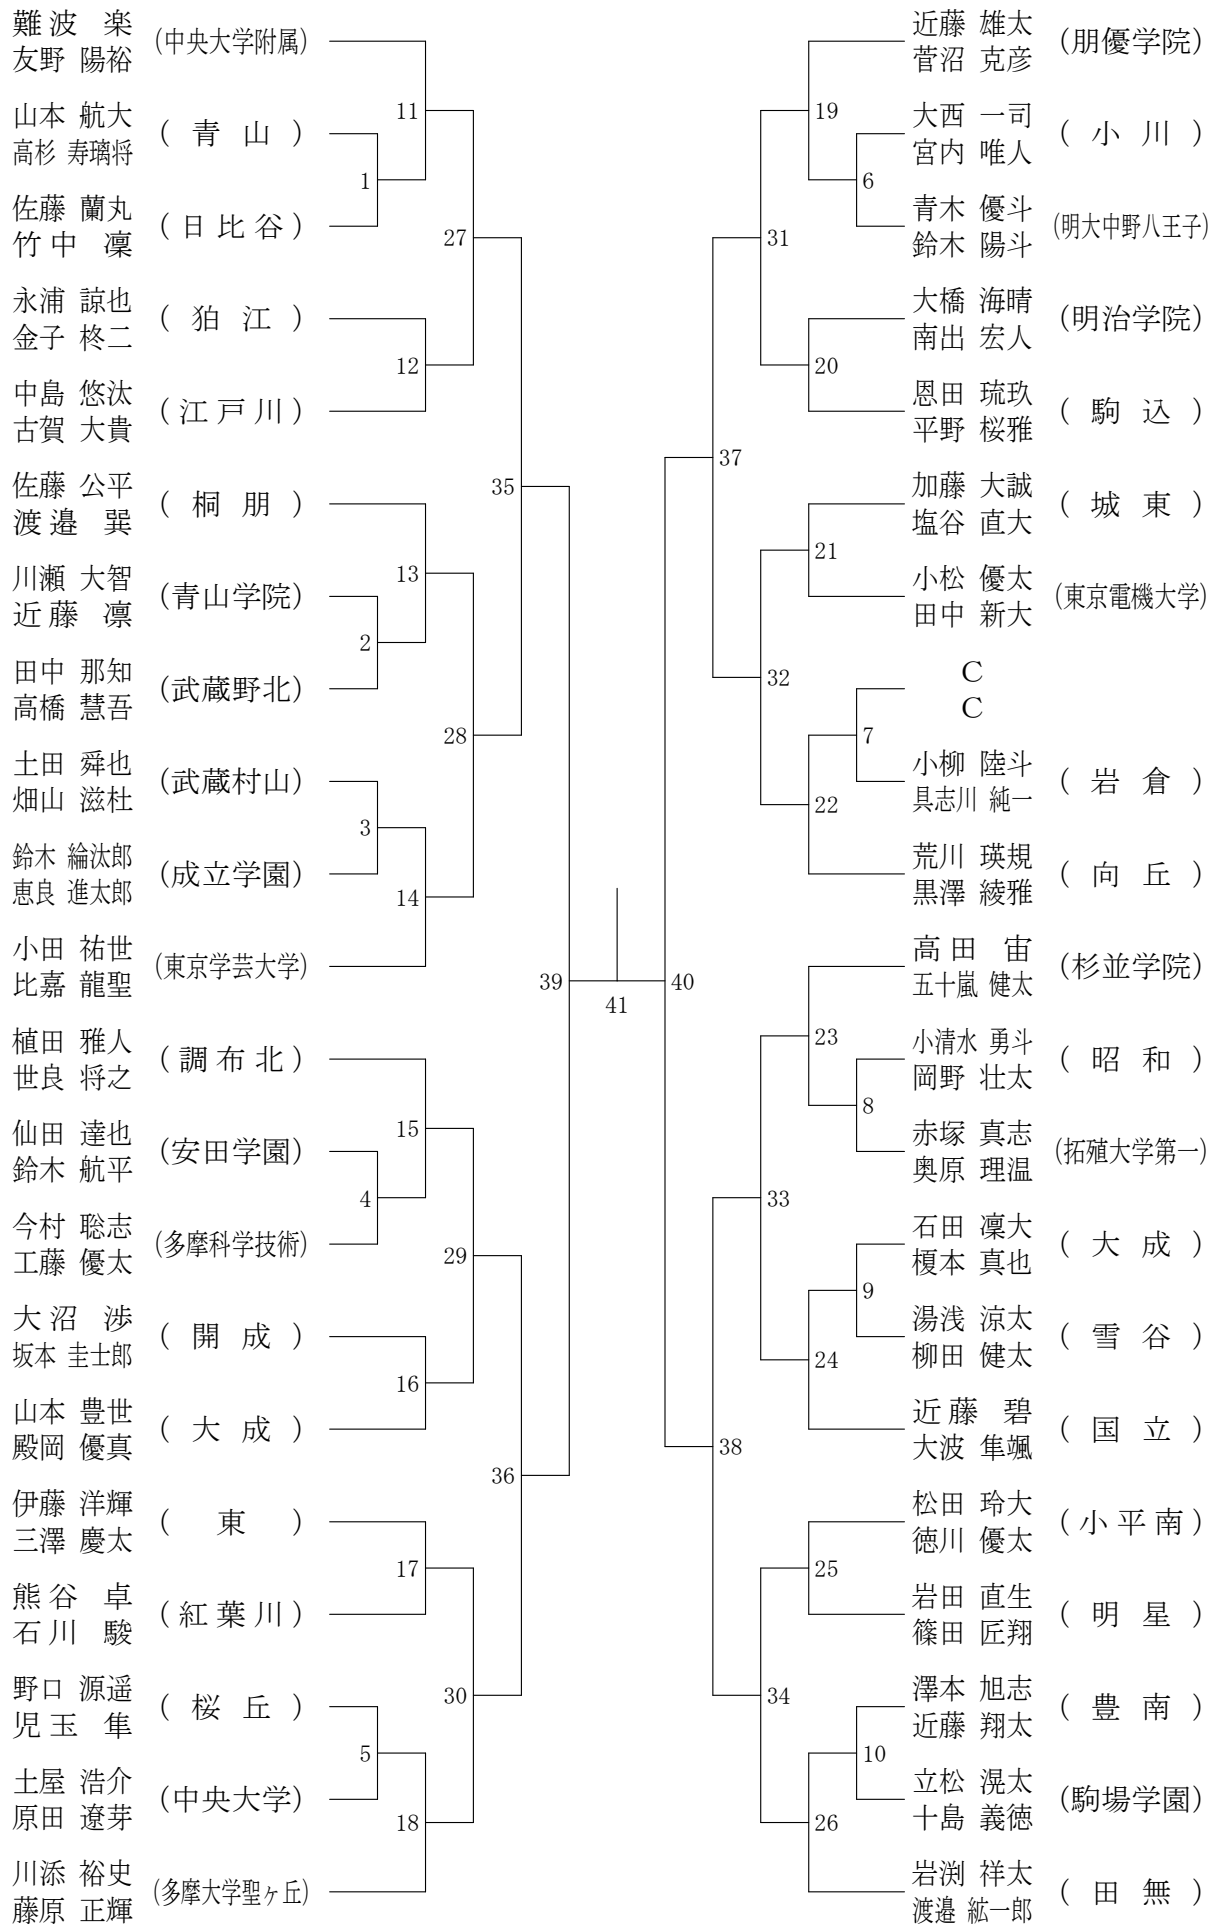 難波 楽
友野 陽裕
(中央大学附属)
山本 航大
高杉 寿璃将
(青山)
佐藤 蘭丸
竹中 凜
(日比谷)
永浦 諒也
金子 柊二
(狛江)
中島 悠汰
古賀 大貴
(江戸川)
佐藤 公平
渡邉 巽
(桐朋)
川瀬 大智
近藤 凛
(青山学院)
田中 那知
高橋 慧吾
(武蔵野北)
土田 舜也
畑山 滋杜
(武蔵村山)
鈴木 綸汰郎
恵良 進太郎
(成立学園)
小田 祐世
比嘉 龍聖
(東京学芸大学)
植田 雅人
世良 将之
(調布北)
仙田 達也
鈴木 航平
(安田学園)
今村 聡志
工藤 優太
(多摩科学技術)
大沼 渉
坂本 圭士郎
(開成)
山本 豊世
殿岡 優真
(大成)
伊藤 洋輝
三澤 慶太
(東)
熊谷 卓
石川 駿
(紅葉川)
野口 源遥
児玉 隼
(桜丘)
土屋 浩介
原田 遼芽
(中央大学)
川添 裕史
藤原 正輝
(多摩大学聖ヶ丘)
11
1
27
12
35
13
2
28
3
14
39
15
4
29
16
36
17
30
5
18
41
40
19
6
31
20
37
21
32
7
22
23
8
33
9
24
38
25
34
10
26
近藤 雄太
菅沼 克彦
(朋優学院)
大西 一司
宮内 唯人
(小川)
青木 優斗
鈴木 陽斗
(明大中野八王子)
大橋 海晴
南出 宏人
(明治学院)
恩田 琉玖
平野 桜雅
(駒込)
加藤 大誠
塩谷 直大
(城東)
小松 優太
田中 新大
(東京電機大学)
C
C
小柳 陸斗
具志川 純一
(岩倉)
荒川 瑛規
黒澤 綾雅
(向丘)
高田 宙
五十嵐 健太
(杉並学院)
小清水 勇斗
岡野 壮太
(昭和)
赤塚 真志
奥原 理温
(拓殖大学第一)
石田 凜大
榎本 真也
(大成)
湯浅 涼太
柳田 健太
(雪谷)
近藤 碧
大波 隼颯
(国立)
松田 玲大
徳川 優太
(小平南)
岩田 直生
篠田 匠翔
(明星)
澤本 旭志
近藤 翔太
(豊南)
立松 滉太
十島 義徳
(駒場学園)
岩渕 祥太
渡邉 紘一郎
(田無)